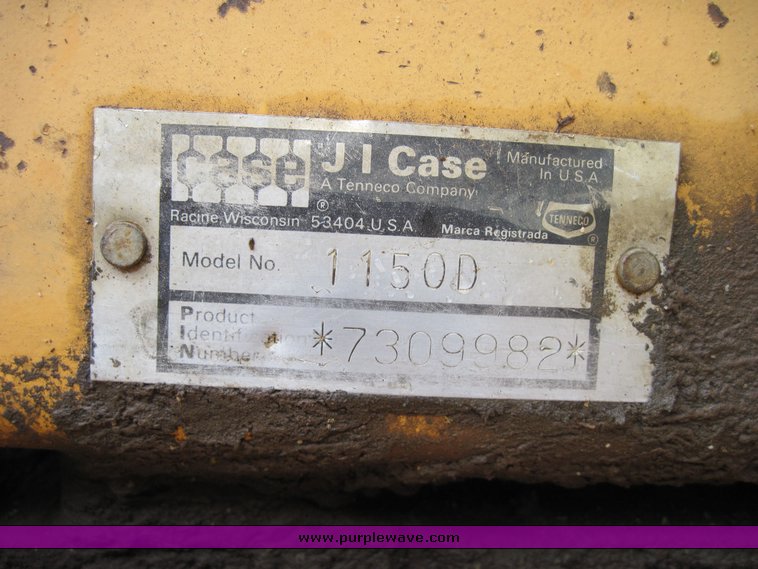 case
J I Case
A Tenneco Company
Manufactured
In U.S.A.
®
Racine, Wisconsin 53404 U.S.A.
Marca Registrada
TENNECO
®
Model No. 1150D
Product
Identification
Number *7309982*
www.purplewave.com